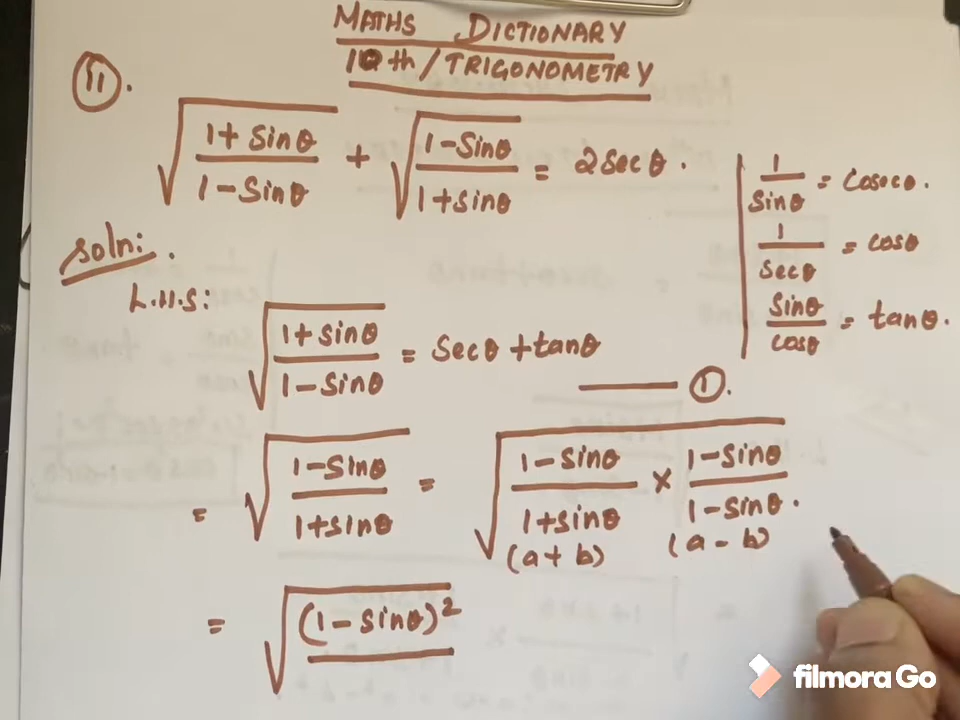 MATHS DICTIONARY
10th/TRIGONOMETRY
11.
√((1+sinθ)/(1-sinθ)) + √((1-sinθ)/(1+sinθ)) = 2secθ.
1/sinθ = cosecθ.
1/secθ = cosθ
sinθ/cosθ = tanθ.
Soln:.
L.H.S:
√((1+sinθ)/(1-sinθ)) = secθ+tanθ
—— ①.
= √((1-sinθ)/(1+sinθ)) = √((1-sinθ)/(1+sinθ) × (1-sinθ)/(1-sinθ)).
(a+b) (a-b)
= √((1-sinθ)²
filmoraGo